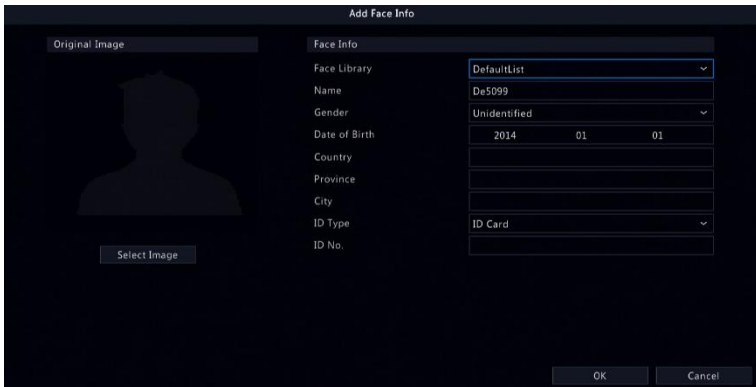 Add Face Info
Original Image
Select Image
Face Info
Face Library DefaultList
Name De5099
Gender Unidentified
Date of Birth 2014 01 01
Country
Province
City
ID Type ID Card
ID No.
OK Cancel